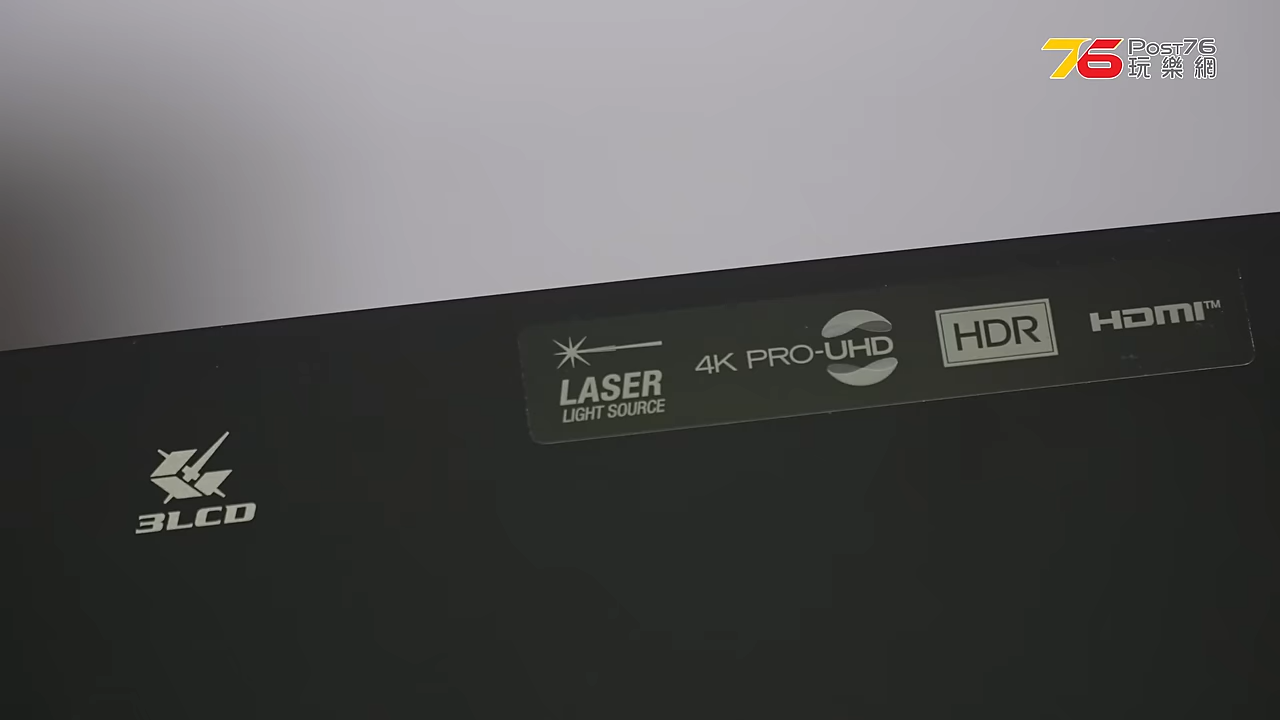 76 POST76
玩樂網
LASER
LIGHT SOURCE
4K PRO-UHD
HDR
HDMI™
3LCD